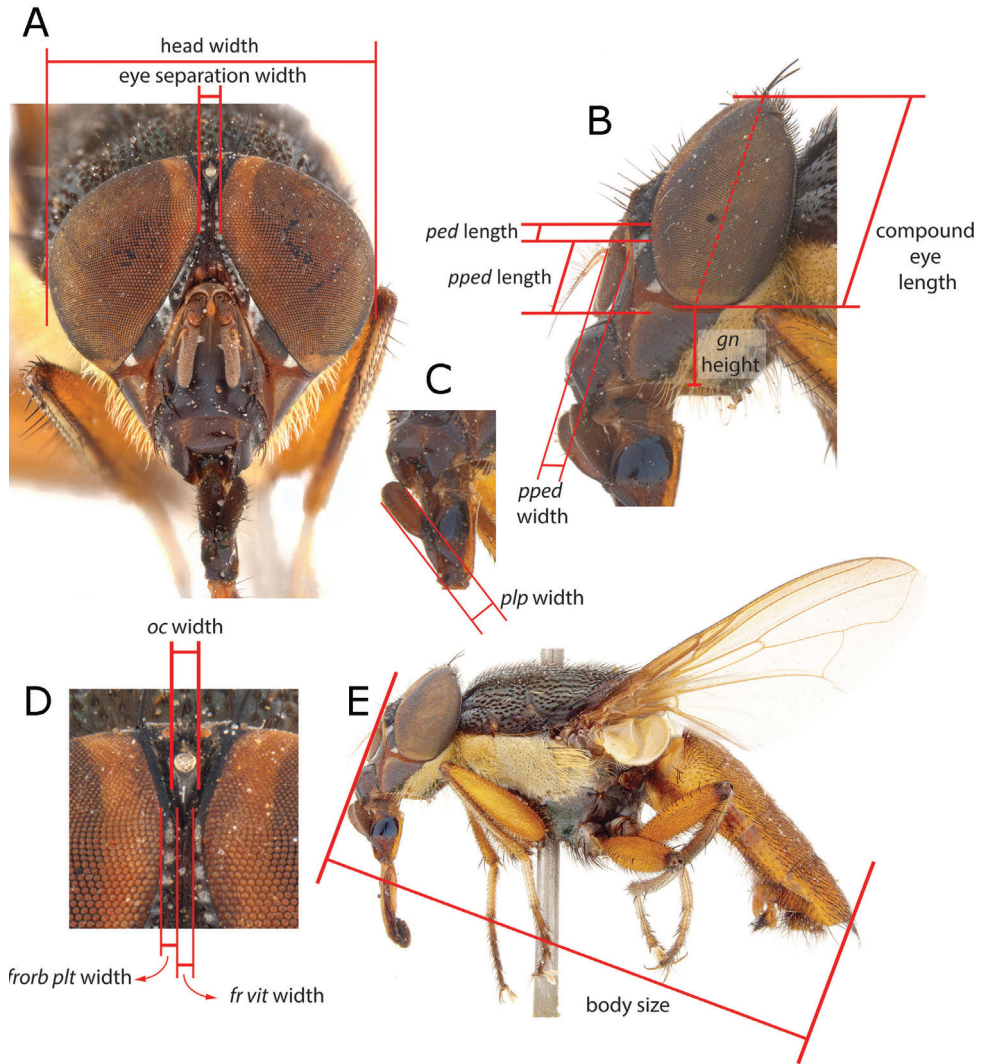 A
head width
eye separation width
B
ped length
pped length
compound
eye
length
gn
height
C
pped
width
plp width
oc width
D
E
frorb plt width
fr vit width
body size